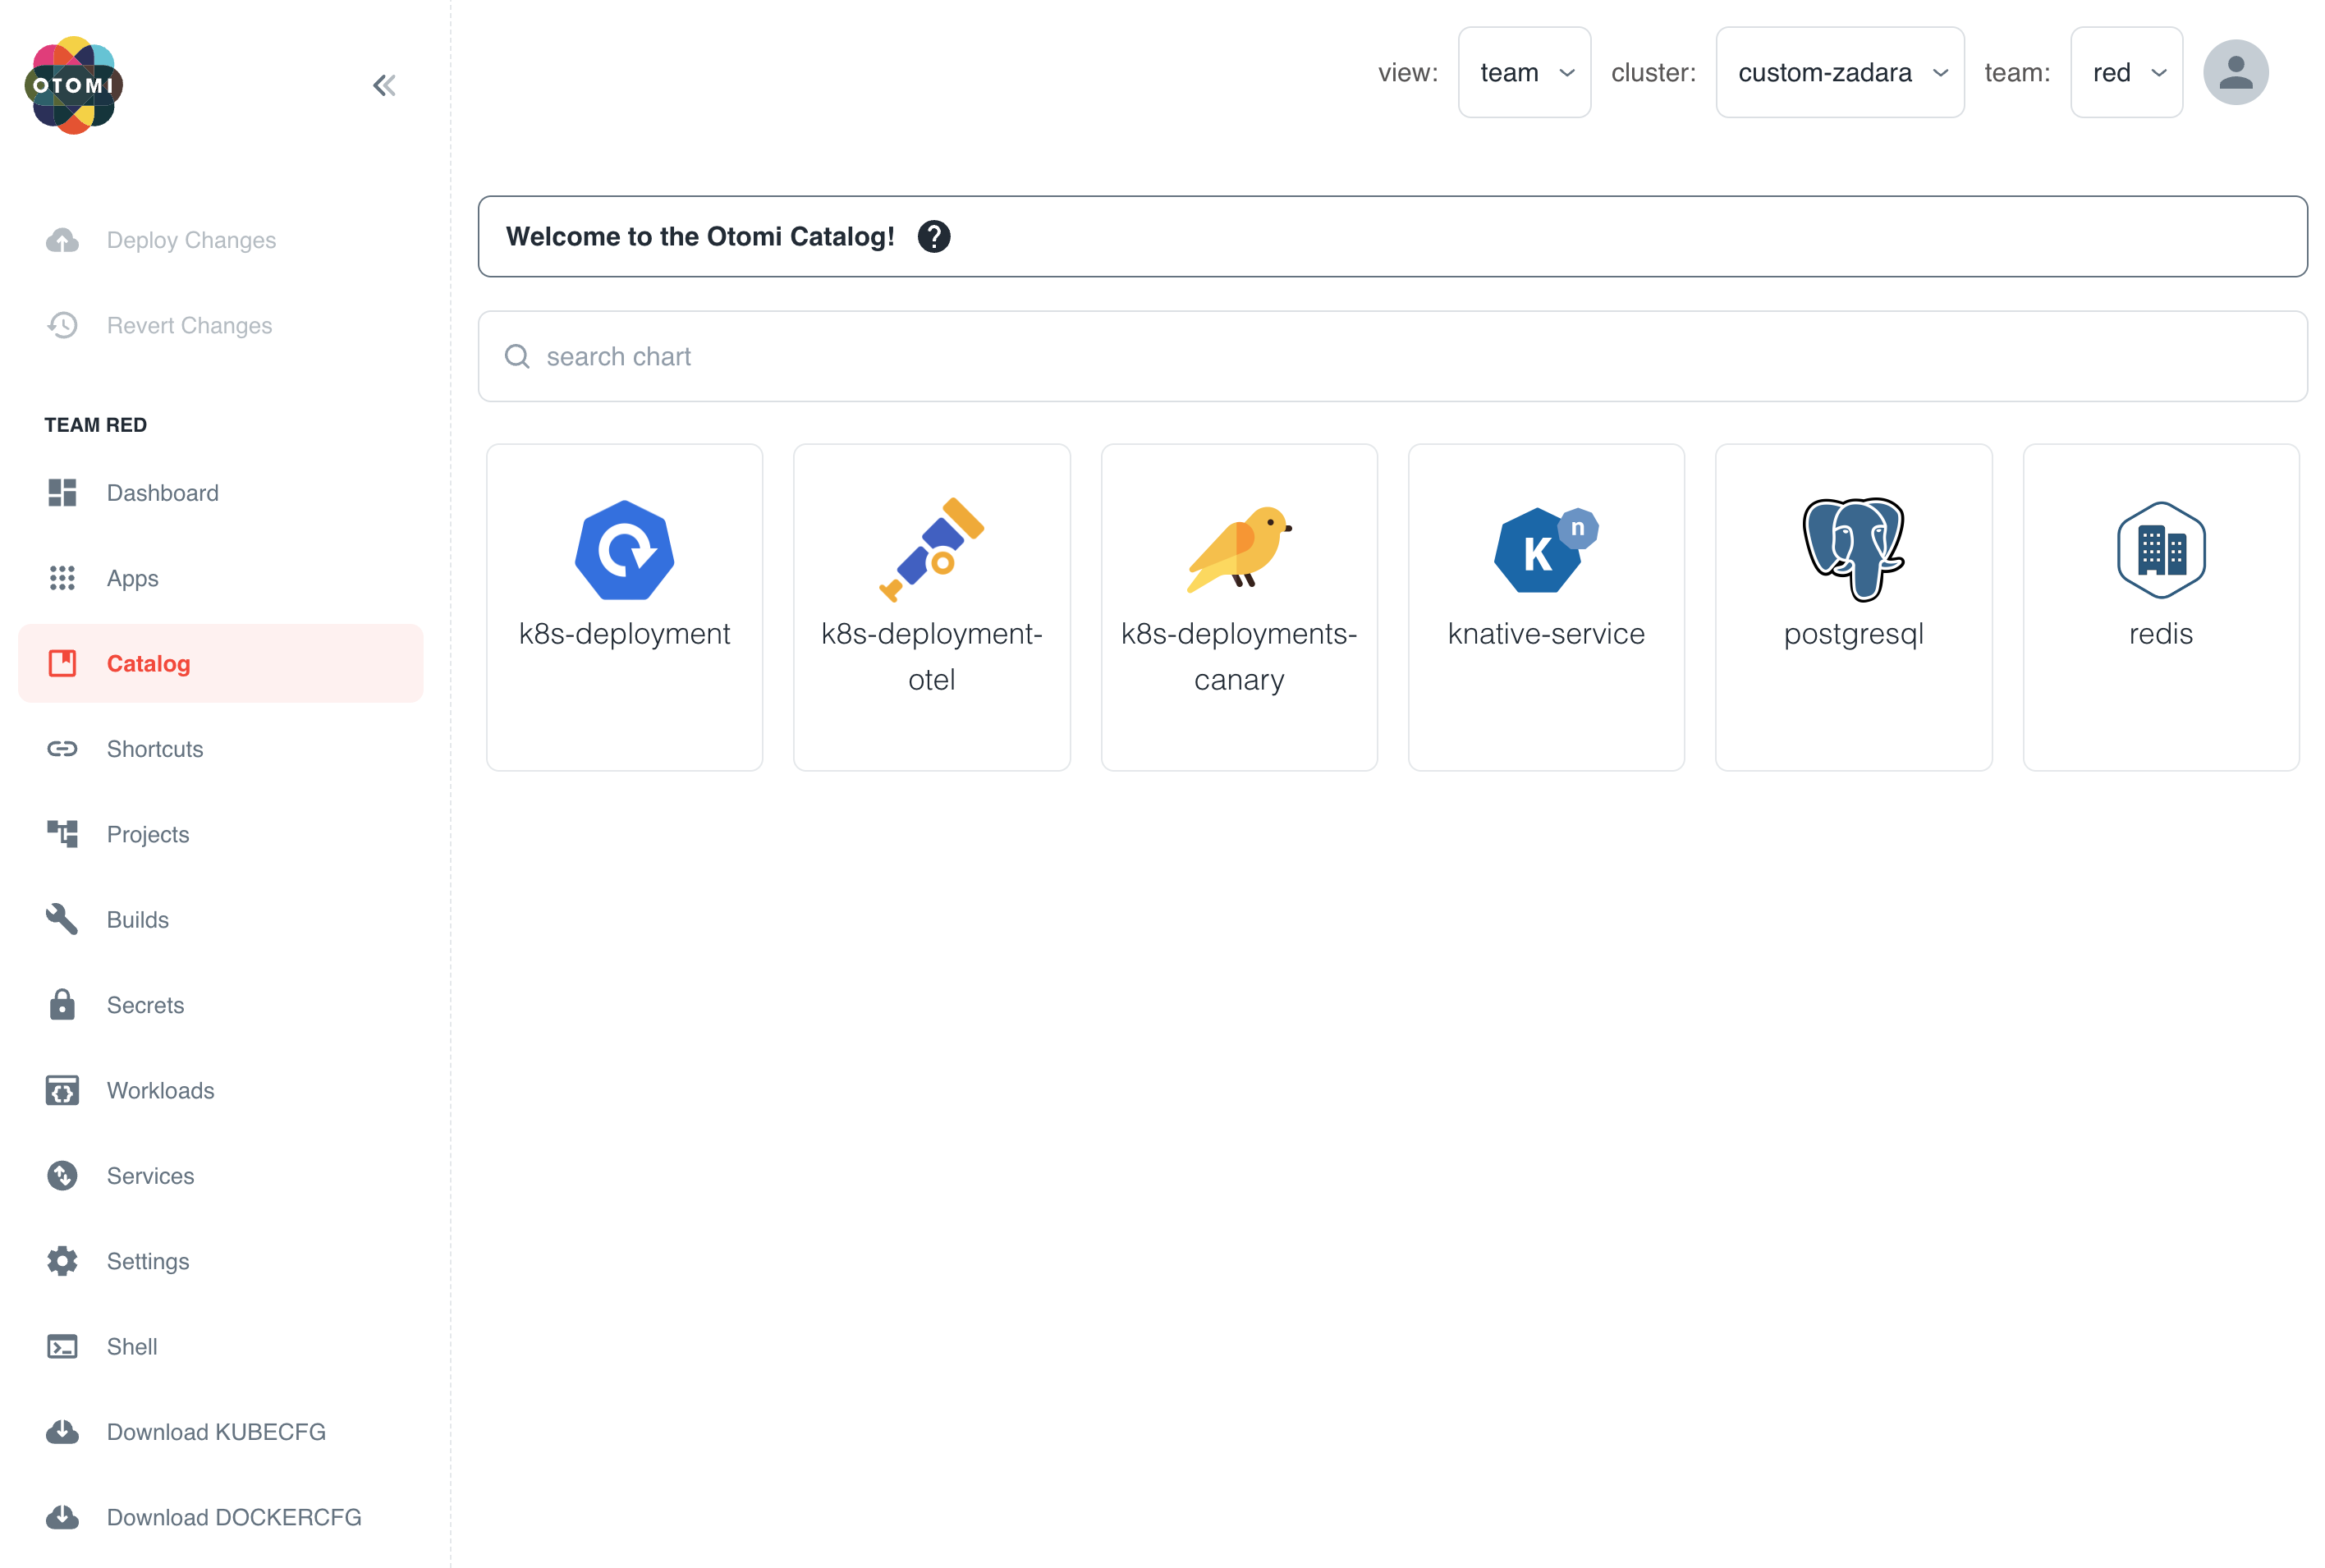 OTOMI
view: team cluster: custom-zadara team: red
Deploy Changes
Revert Changes
TEAM RED
Dashboard
Apps
Catalog
Shortcuts
Projects
Builds
Secrets
Workloads
Services
Settings
Shell
Download KUBECFG
Download DOCKERCFG
Welcome to the Otomi Catalog! ?
search chart
k8s-deployment
k8s-deployment-
otel
k8s-deployments-
canary
K n
knative-service
postgresql
redis